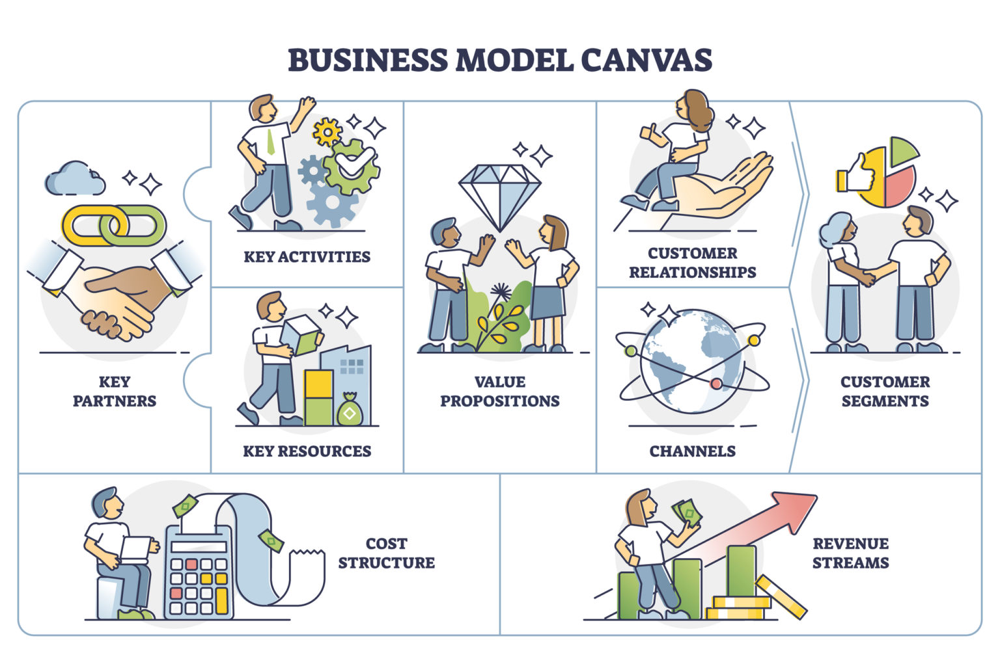 BUSINESS MODEL CANVAS
KEY
PARTNERS
KEY ACTIVITIES
KEY RESOURCES
VALUE
PROPOSITIONS
CUSTOMER
RELATIONSHIPS
CHANNELS
CUSTOMER
SEGMENTS
COST
STRUCTURE
REVENUE
STREAMS